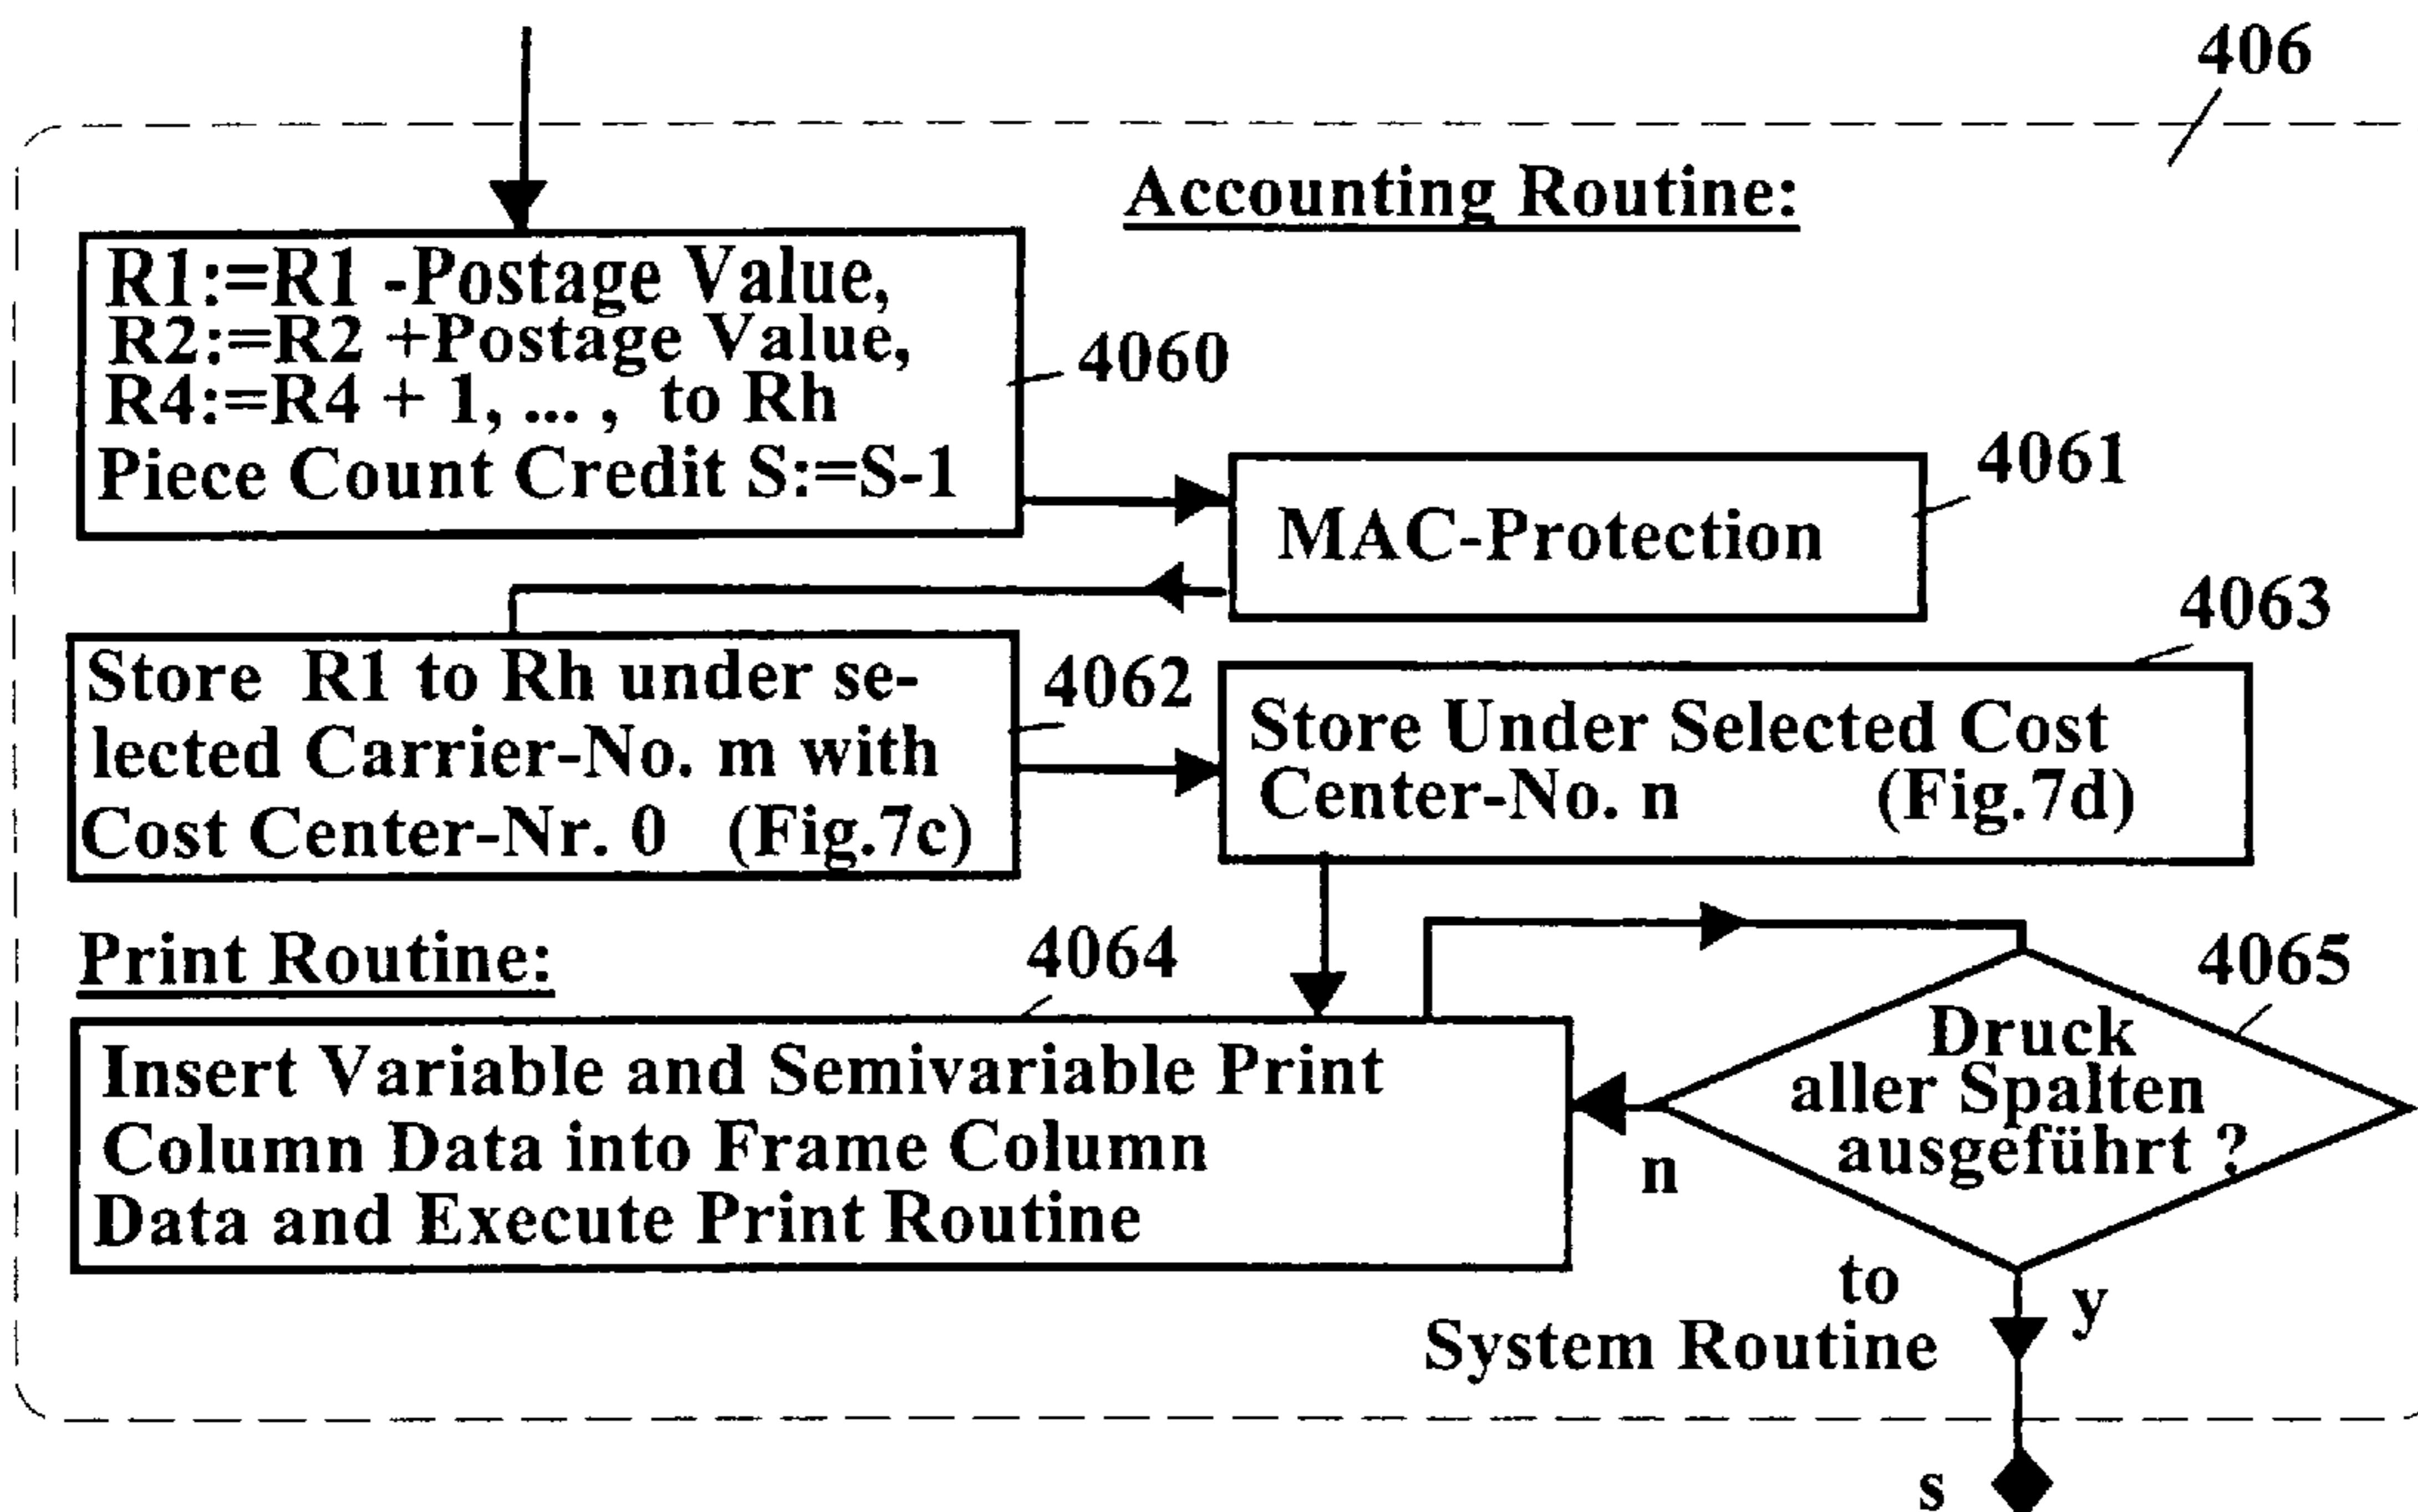 406
Accounting Routine:
R1:=R1 -Postage Value,
R2:=R2 +Postage Value,
R4:=R4 + 1, ... , to Rh
Piece Count Credit S:=S-1
4060
MAC-Protection
4061
Store R1 to Rh under se-
lected Carrier-No. m with
Cost Center-Nr. 0 (Fig.7c)
4062
Store Under Selected Cost
Center-No. n (Fig.7d)
4063
Print Routine:
4064
Insert Variable and Semivariable Print
Column Data into Frame Column
Data and Execute Print Routine
4065
Druck
aller Spalten
ausgeführt ?
n
y
to
System Routine
s